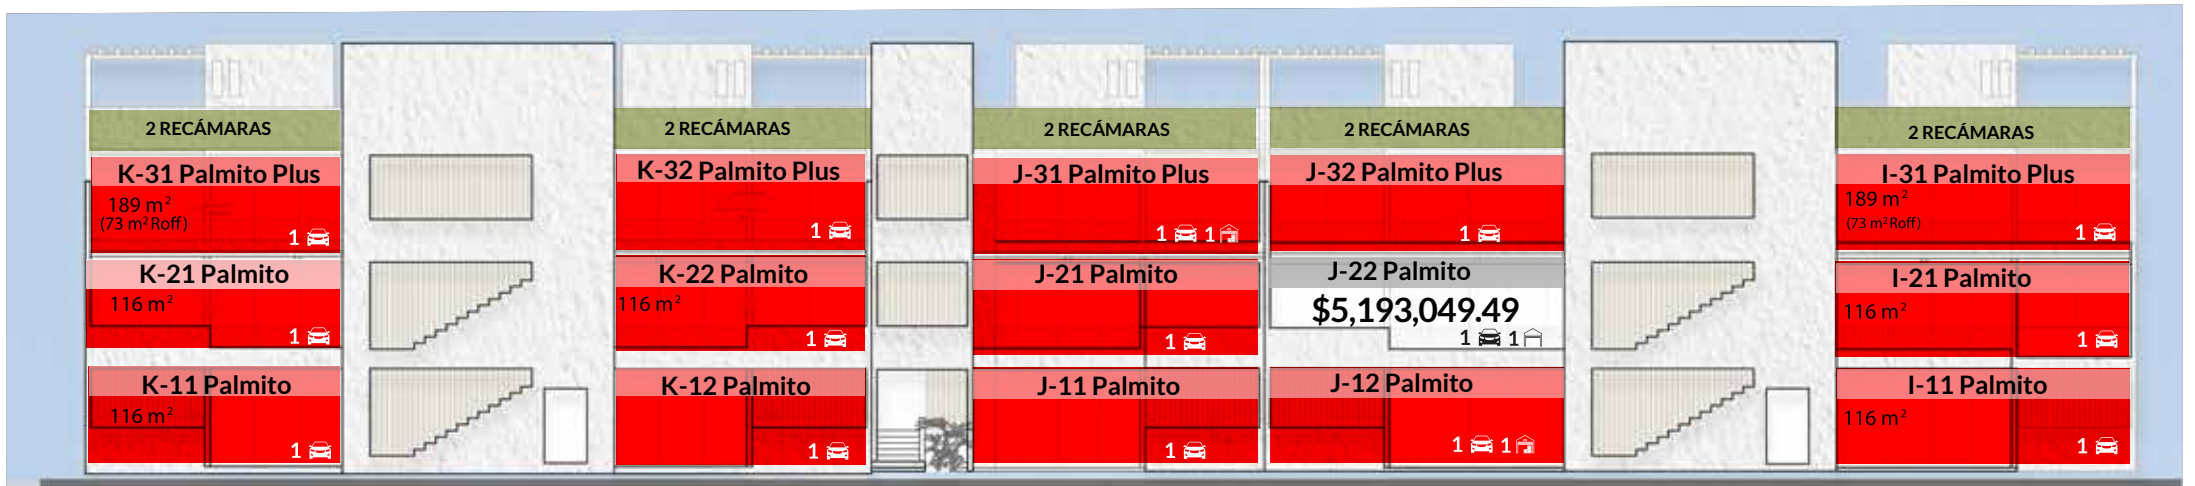 2 RECÁMARAS
2 RECÁMARAS
2 RECÁMARAS
2 RECÁMARAS
2 RECÁMARAS
K-31 Palmito Plus
189 m²
(73 m² Roff)
1
K-32 Palmito Plus
1
J-31 Palmito Plus
1 1
J-32 Palmito Plus
1
I-31 Palmito Plus
189 m²
(73 m² Roff)
1
K-21 Palmito
116 m²
1
K-22 Palmito
116 m²
1
J-21 Palmito
1
J-22 Palmito
$5,193,049.49
1 1
I-21 Palmito
116 m²
1
K-11 Palmito
116 m²
1
K-12 Palmito
1
J-11 Palmito
1
J-12 Palmito
1 1
I-11 Palmito
116 m²
1